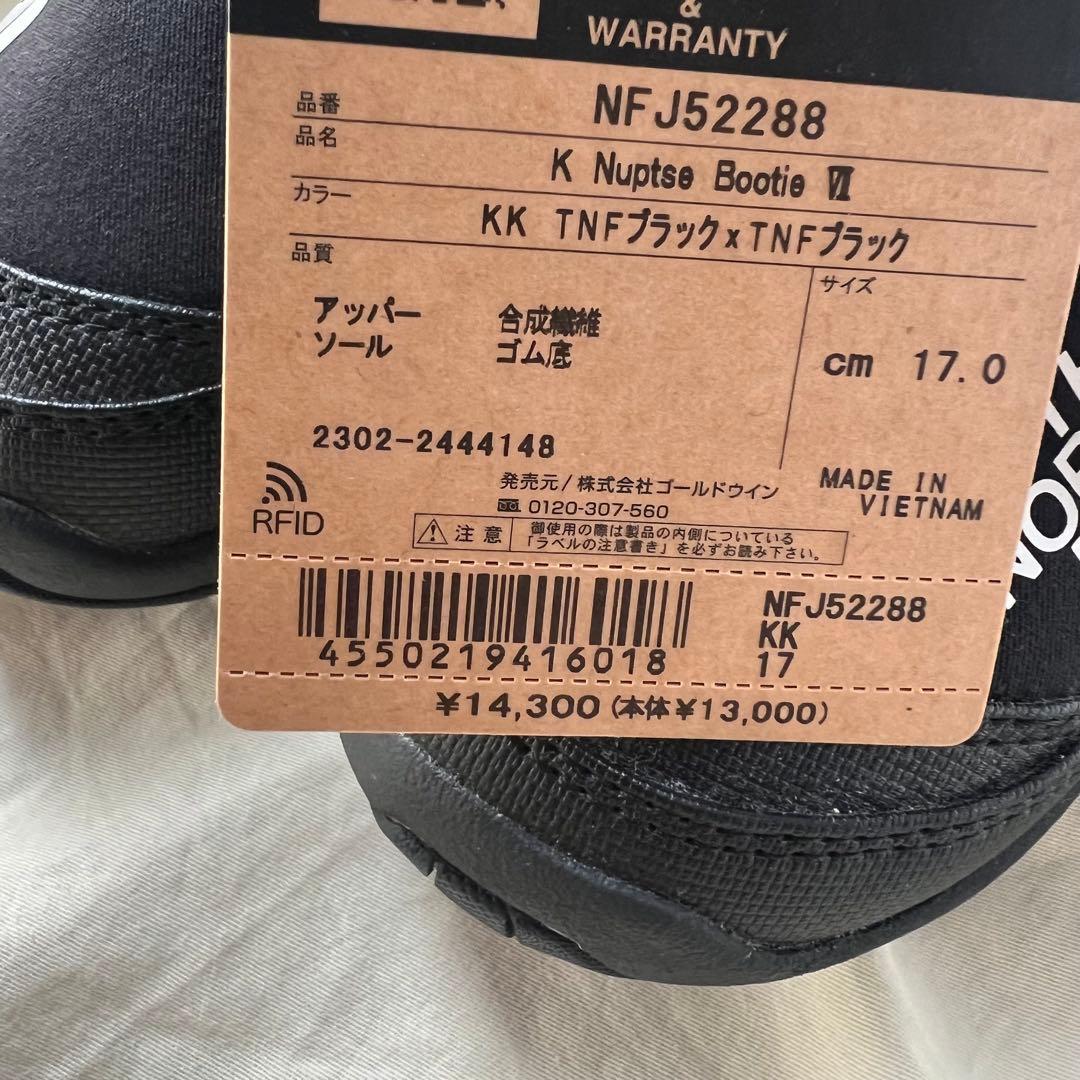 &
WARRANTY
品番 NFJ52288
品名 K Nuptse Bootie Ⅵ
カラー KK TNFブラックxTNFブラック
品質
アッパー 合成繊維
ソール ゴム底
サイズ
cm 17.0
2302-2444148
RFID
発売元/株式会社ゴールドウイン
0120-307-560
注意 御使用の際は製品の内側についている
「ラベルの注意書き」を必ずお読み下さい。
MADE IN
VIETNAM
4550219416018
NFJ52288
KK
17
¥14,300(本体¥13,000)